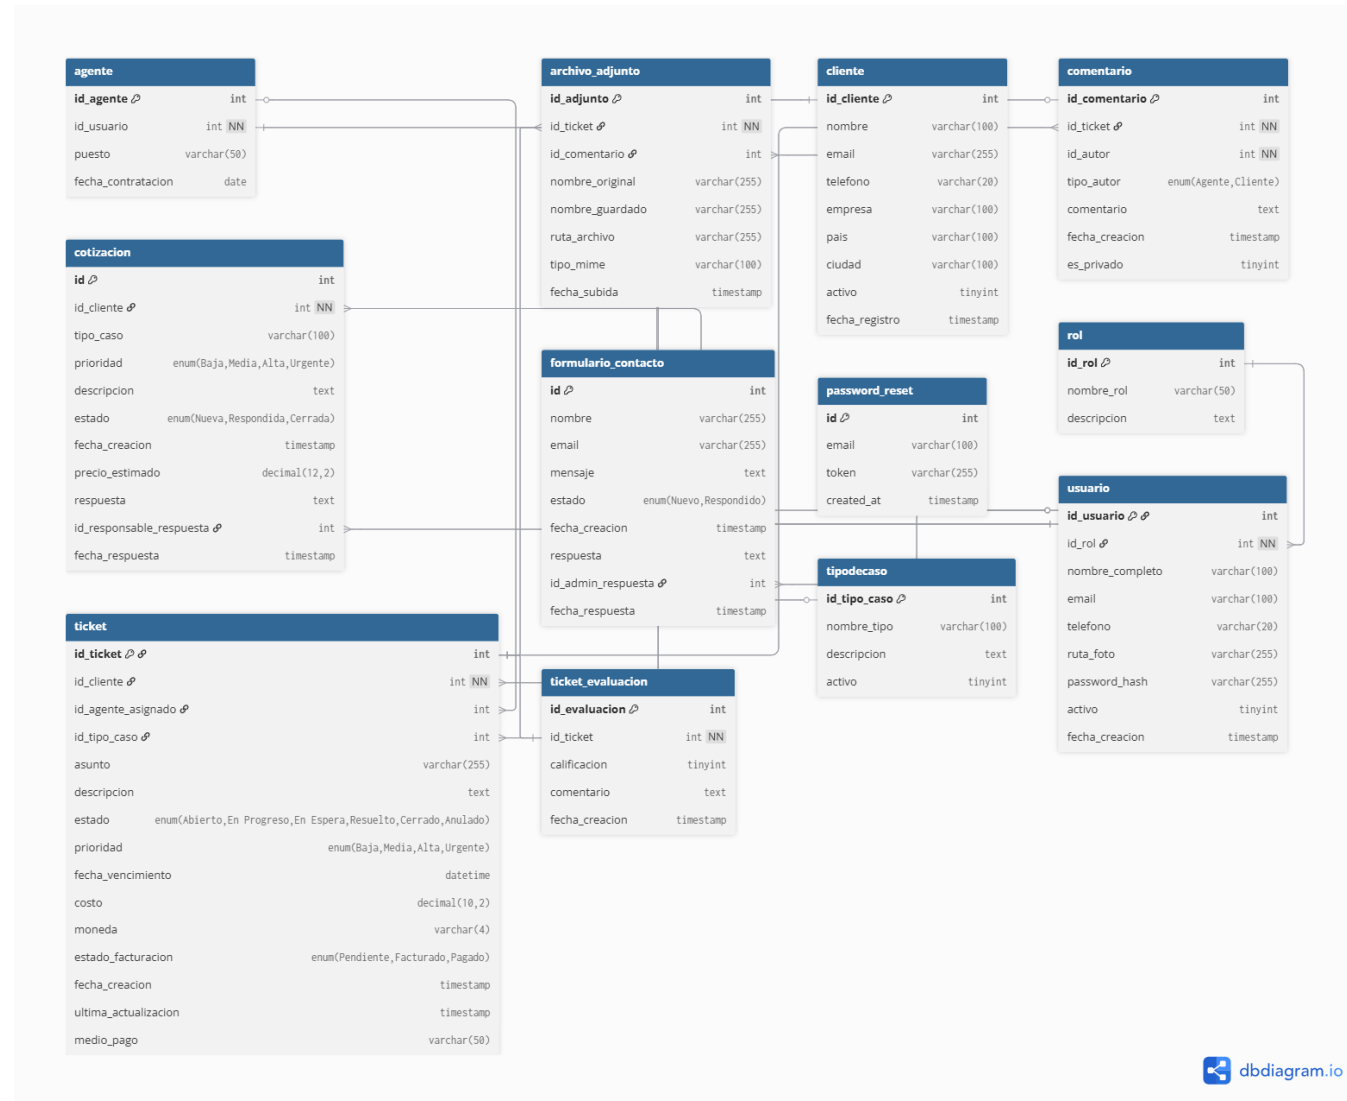 agente
id_agente int
id_usuario int NN
puesto varchar(50)
fecha_contratacion date
cotizacion
id int
id_cliente int NN
tipo_caso varchar(100)
prioridad enum(Baja,Media,Alta,Urgente)
descripcion text
estado enum(Nueva,Respondida,Cerrada)
fecha_creacion timestamp
precio_estimado decimal(12,2)
respuesta text
id_responsable_respuesta int
fecha_respuesta timestamp
ticket
id_ticket int
id_cliente int NN
id_agente_asignado int
id_tipo_caso int
asunto varchar(255)
descripcion text
estado enum(Abierto,En Progreso,En Espera,Resuelto,Cerrado,Anulado)
prioridad enum(Baja,Media,Alta,Urgente)
fecha_vencimiento datetime
costo decimal(10,2)
moneda varchar(4)
estado_facturacion enum(Pendiente,Facturado,Pagado)
fecha_creacion timestamp
ultima_actualizacion timestamp
medio_pago varchar(50)
archivo_adjunto
id_adjunto int
id_ticket int NN
id_comentario int
nombre_original varchar(255)
nombre_guardado varchar(255)
ruta_archivo varchar(255)
tipo_mime varchar(100)
fecha_subida timestamp
formulario_contacto
id int
nombre varchar(255)
email varchar(255)
mensaje text
estado enum(Nuevo,Respondido)
fecha_creacion timestamp
respuesta text
id_admin_respuesta int
fecha_respuesta timestamp
ticket_evaluacion
id_evaluacion int
id_ticket int NN
calificacion tinyint
comentario text
fecha_creacion timestamp
cliente
id_cliente int
nombre varchar(100)
email varchar(255)
telefono varchar(20)
empresa varchar(100)
pais varchar(100)
ciudad varchar(100)
activo tinyint
fecha_registro timestamp
password_reset
id int
email varchar(100)
token varchar(255)
created_at timestamp
tipodecaso
id_tipo_caso int
nombre_tipo varchar(100)
descripcion text
activo tinyint
comentario
id_comentario int
id_ticket int NN
id_autor int NN
tipo_autor enum(Agente,Cliente)
comentario text
fecha_creacion timestamp
es_privado tinyint
rol
id_rol int
nombre_rol varchar(50)
descripcion text
usuario
id_usuario int
id_rol int NN
nombre_completo varchar(100)
email varchar(100)
telefono varchar(20)
ruta_foto varchar(255)
password_hash varchar(255)
activo tinyint
fecha_creacion timestamp
dbdiagram.io